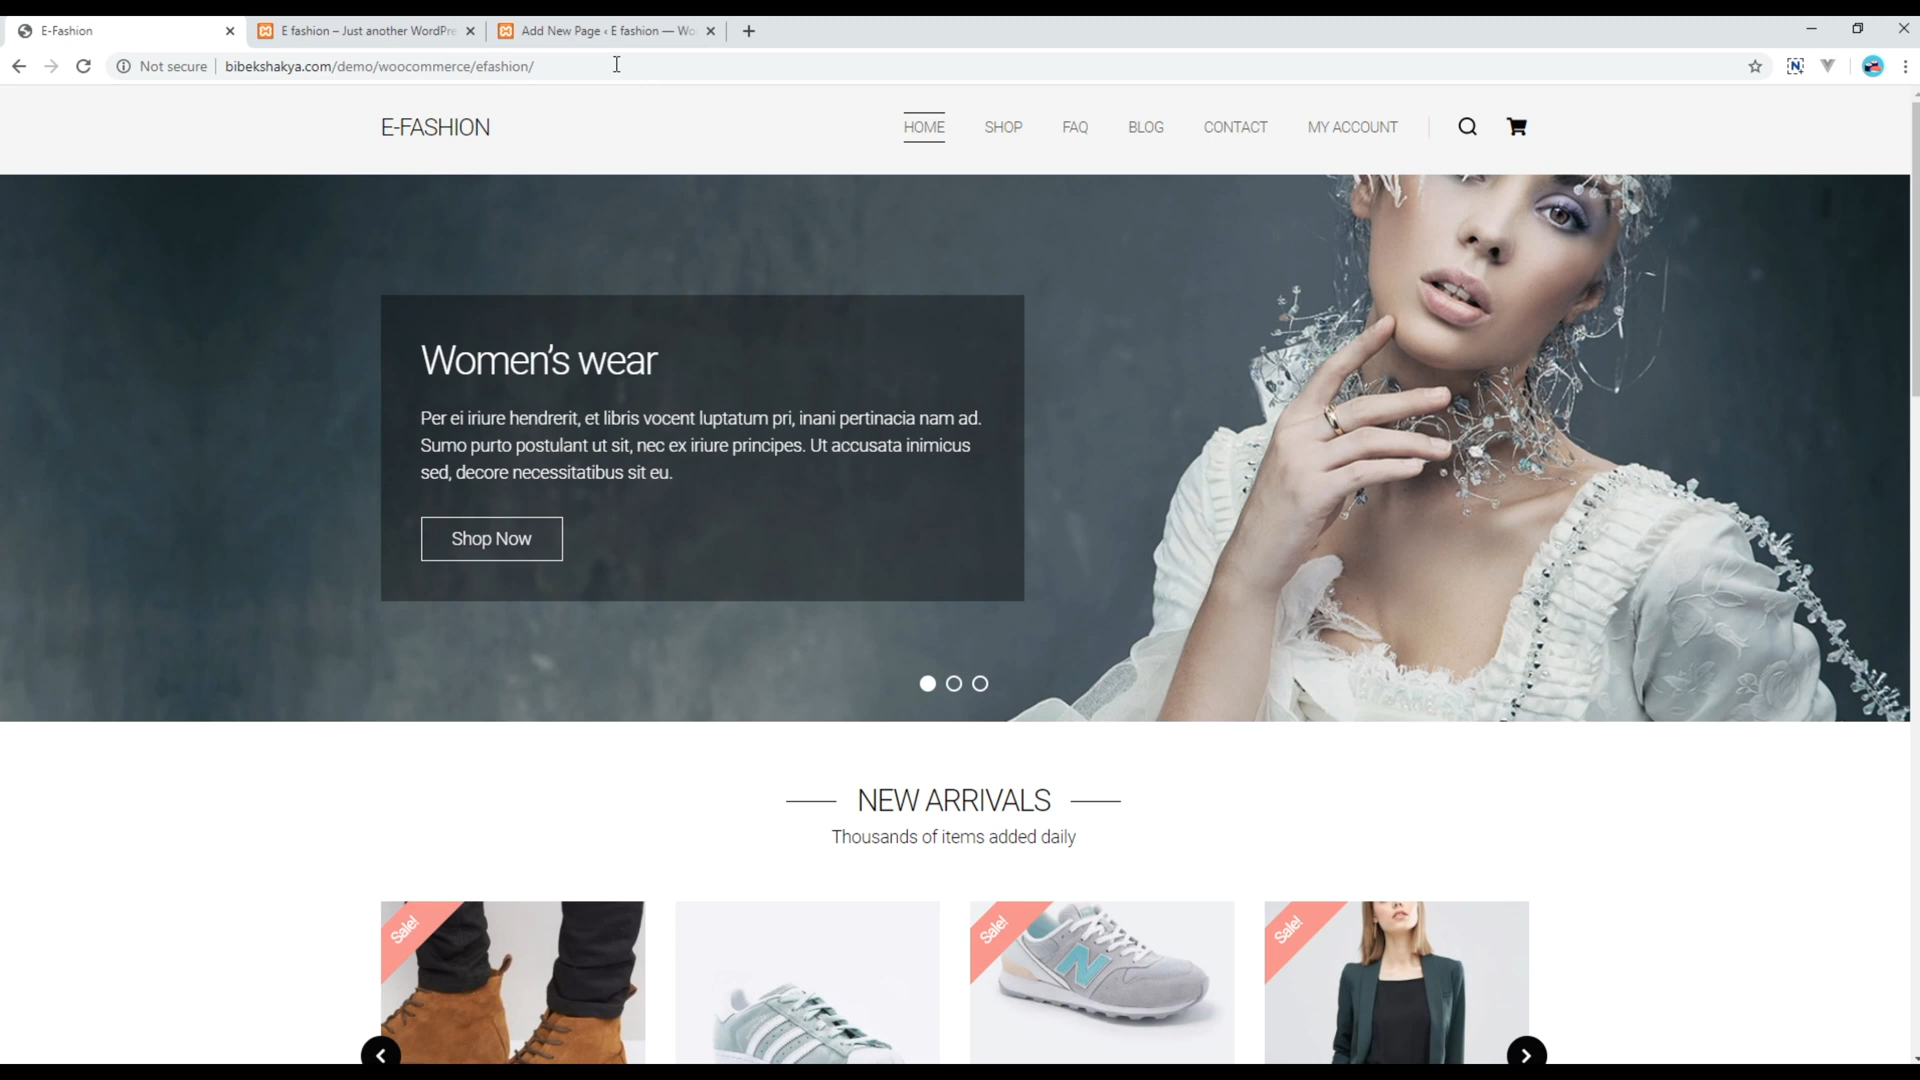 E-Fashion
E fashion – Just another WordPre
Add New Page ‹ E fashion — Wo
Not secure
bibekshakya.com/demo/woocommerce/efashion/
E-FASHION
HOME
SHOP
FAQ
BLOG
CONTACT
MY ACCOUNT
Women's wear
Per ei iriure hendrerit, et libris vocent luptatum pri, inani pertinacia nam ad.
Sumo purto postulant ut sit, nec ex iriure principes. Ut accusata inimicus
sed, decore necessitatibus sit eu.
Shop Now
NEW ARRIVALS
Thousands of items added daily
Sale!
Sale!
Sale!
N